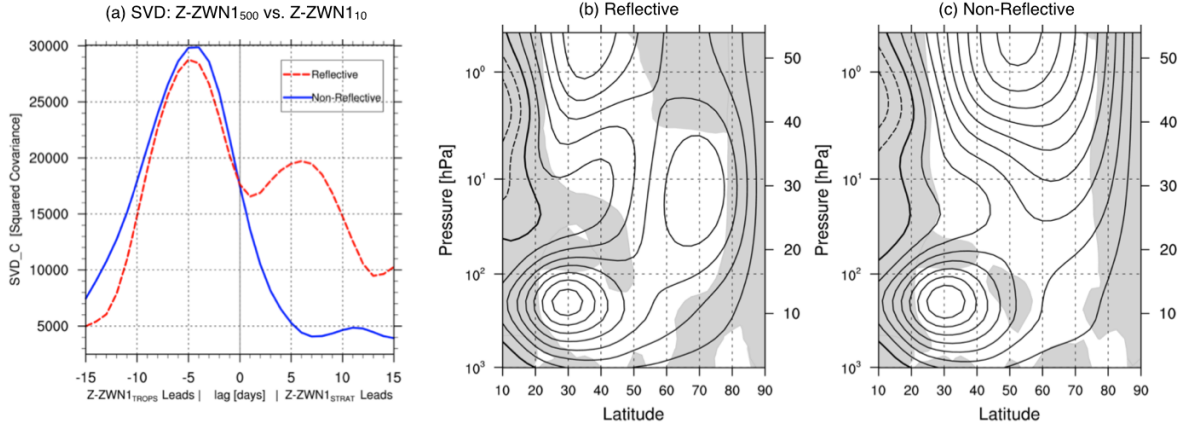 (a) SVD: Z-ZWN1500 vs. Z-ZWN110
(b) Reflective
(c) Non-Reflective
SVD_C [Squared Covariance]
30000
25000
20000
15000
10000
5000
Reflective
Non-Reflective
-15 -10 -5 0 5 10 15
Z-ZWN1TROPS Leads | lag [days] | Z-ZWN1STRAT Leads
Pressure [hPa]
10⁰
10¹
10²
10³
50
40
30
20
10
10 20 30 40 50 60 70 80 90
Latitude
Pressure [hPa]
10⁰
10¹
10²
10³
50
40
30
20
10
10 20 30 40 50 60 70 80 90
Latitude